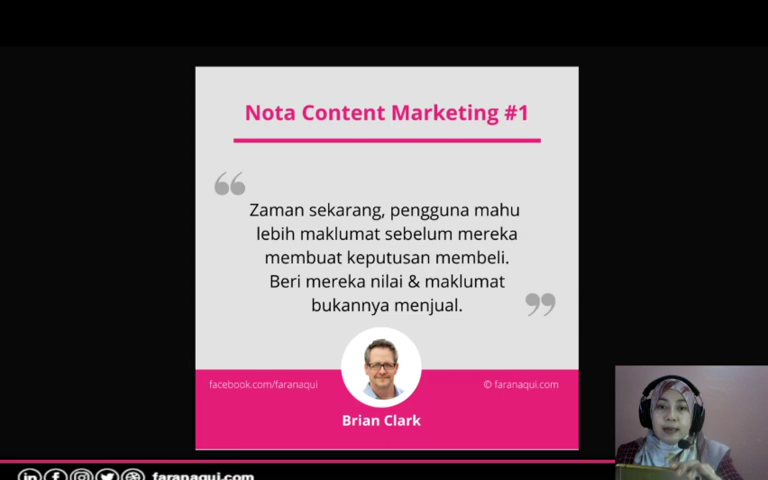 Nota Content Marketing #1
Zaman sekarang, pengguna mahu
lebih maklumat sebelum mereka
membuat keputusan membeli.
Beri mereka nilai & maklumat
bukannya menjual.
facebook.com/faranaqui
© faranaqui.com
Brian Clark
faranaqui.com